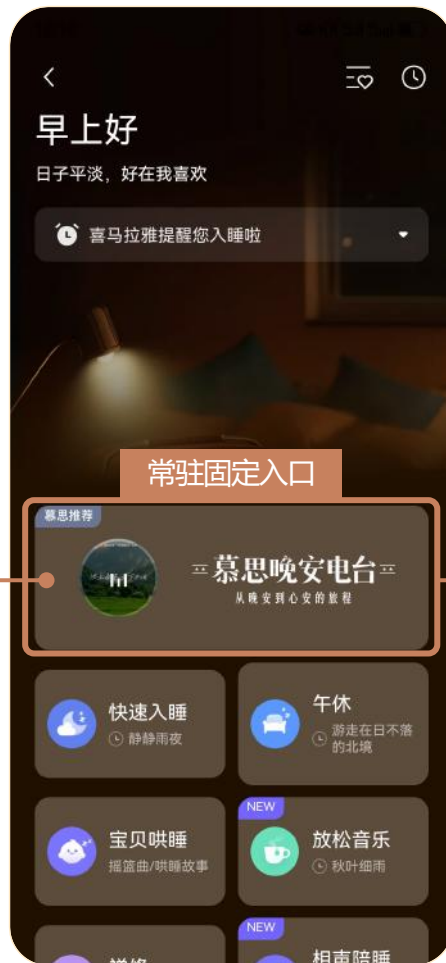 早上好
日子平淡，好在我喜欢
喜马拉雅提醒您入睡啦
常驻固定入口
慕思推荐
慕思晚安电台
从晚安到心安的旅程
快速入睡
静静雨夜
午休
游走在日不落
的北境
宝贝哄睡
摇篮曲/哄睡故事
NEW
放松音乐
秋叶细雨
NEW
相声陪睡